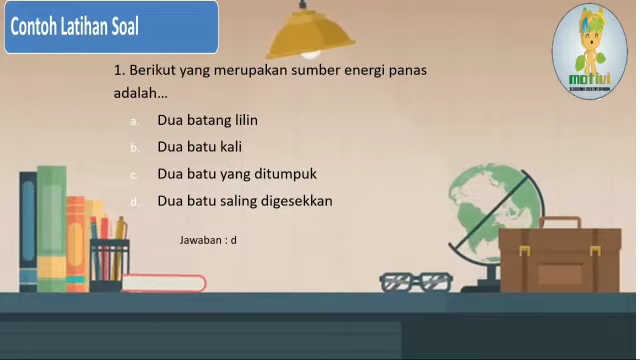 Contoh Latihan Soal
1. Berikut yang merupakan sumber energi panas
adalah...
a. Dua batang lilin
b. Dua batu kali
c. Dua batu yang ditumpuk
d. Dua batu saling digesekkan
Jawaban : d
motivi